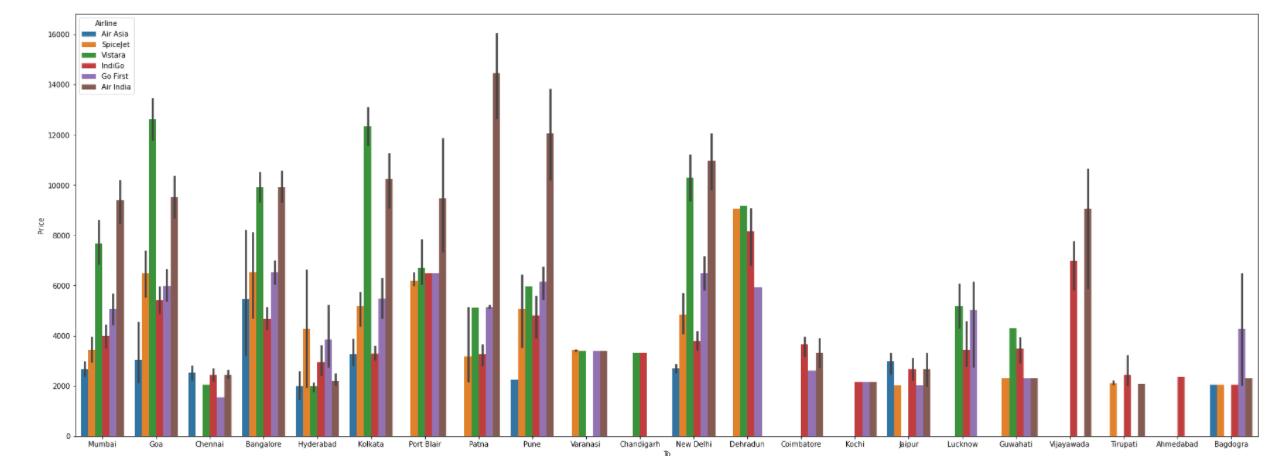 Airline
Air Asia
SpiceJet
Vistara
IndiGo
Go First
Air India
16000
14000
12000
10000
8000
6000
4000
2000
0
Price
Mumbai Goa Chennai Bangalore Hyderabad Kolkata Port Blair Patna Pune Varanasi Chandigarh New Delhi Dehradun Coimbatore Kochi Jaipur Lucknow Guwahati Vijayawada Tirupati Ahmedabad Bagdogra
To